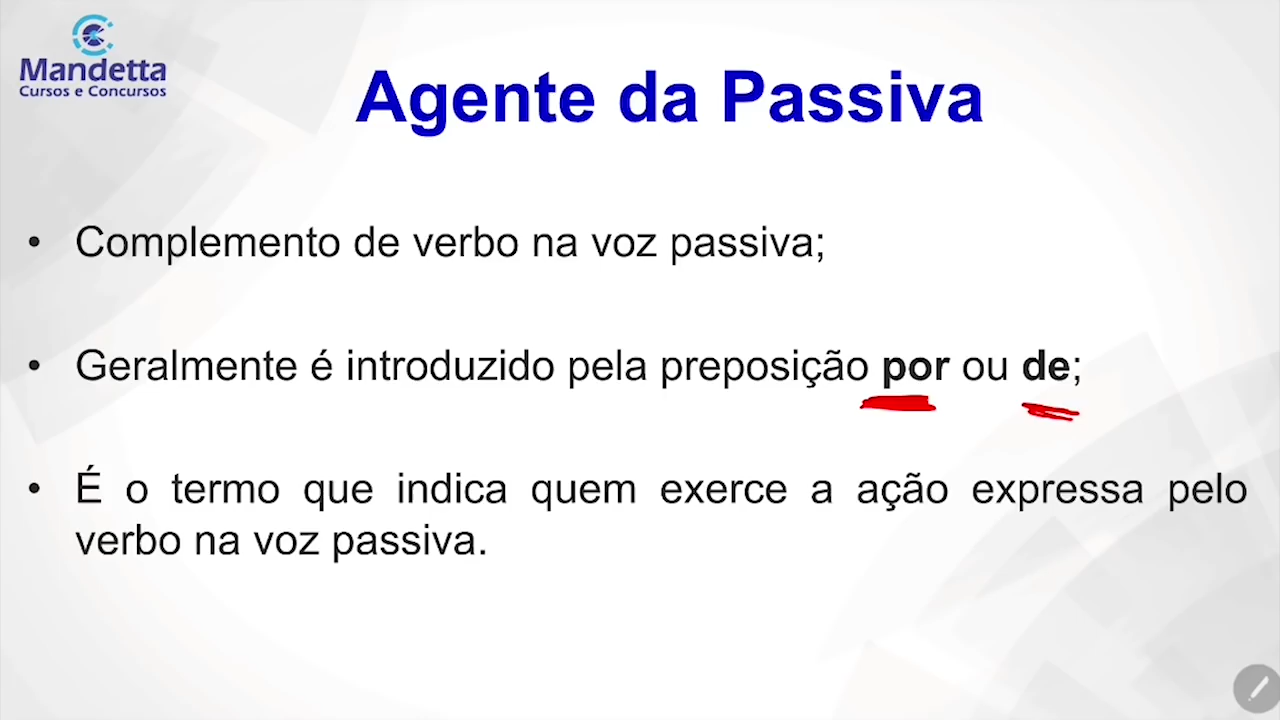 Mandetta
Cursos e Concursos
Agente da Passiva
• Complemento de verbo na voz passiva;
• Geralmente é introduzido pela preposição por ou de;
• É o termo que indica quem exerce a ação expressa pelo
verbo na voz passiva.